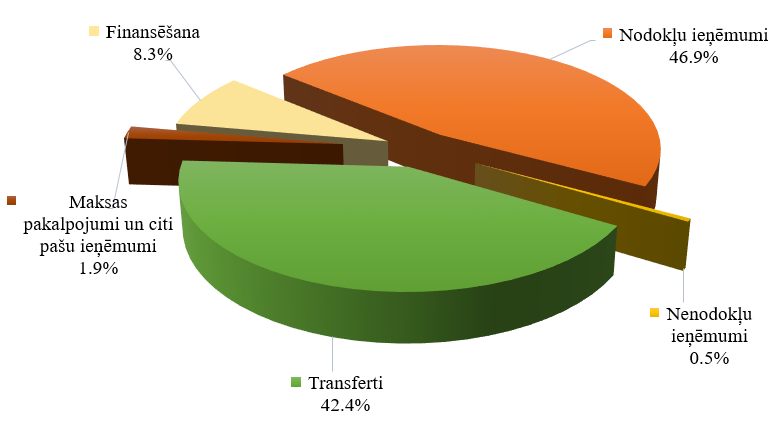 Finansēšana
8.3%
Nodokļu ieņēmumi
46.9%
Maksas
pakalpojumi un citi
pašu ieņēmumi
1.9%
Nenodokļu
ieņēmumi
0.5%
Transferti
42.4%